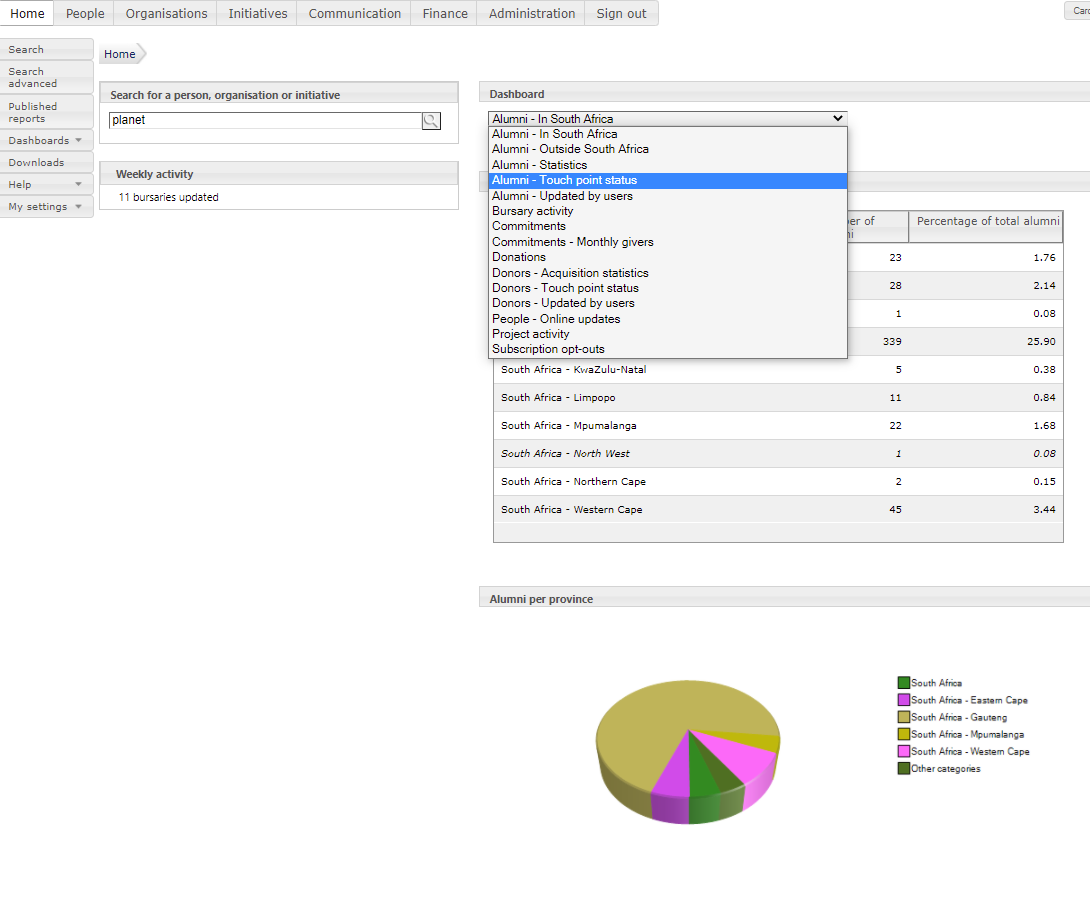 Home People Organisations Initiatives Communication Finance Administration Sign out
Search
Search
advanced
Published
reports
Dashboards
Downloads
Help
My settings
Home
Search for a person, organisation or initiative
planet
Weekly activity
11 bursaries updated
Dashboard
Alumni - In South Africa
Alumni - In South Africa
Alumni - Outside South Africa
Alumni - Statistics
Alumni - Touch point status
Alumni - Updated by users
Bursary activity
Commitments
Commitments - Monthly givers
Donations
Donors - Acquisition statistics
Donors - Touch point status
Donors - Updated by users
People - Online updates
Project activity
Subscription opt-outs
of Percentage of total alumni
23 1.76
28 2.14
1 0.08
339 25.90
South Africa - KwaZulu-Natal 5 0.38
South Africa - Limpopo 11 0.84
South Africa - Mpumalanga 22 1.68
South Africa - North West 1 0.08
South Africa - Northern Cape 2 0.15
South Africa - Western Cape 45 3.44
Alumni per province
South Africa
South Africa - Eastern Cape
South Africa - Gauteng
South Africa - Mpumalanga
South Africa - Western Cape
Other categories